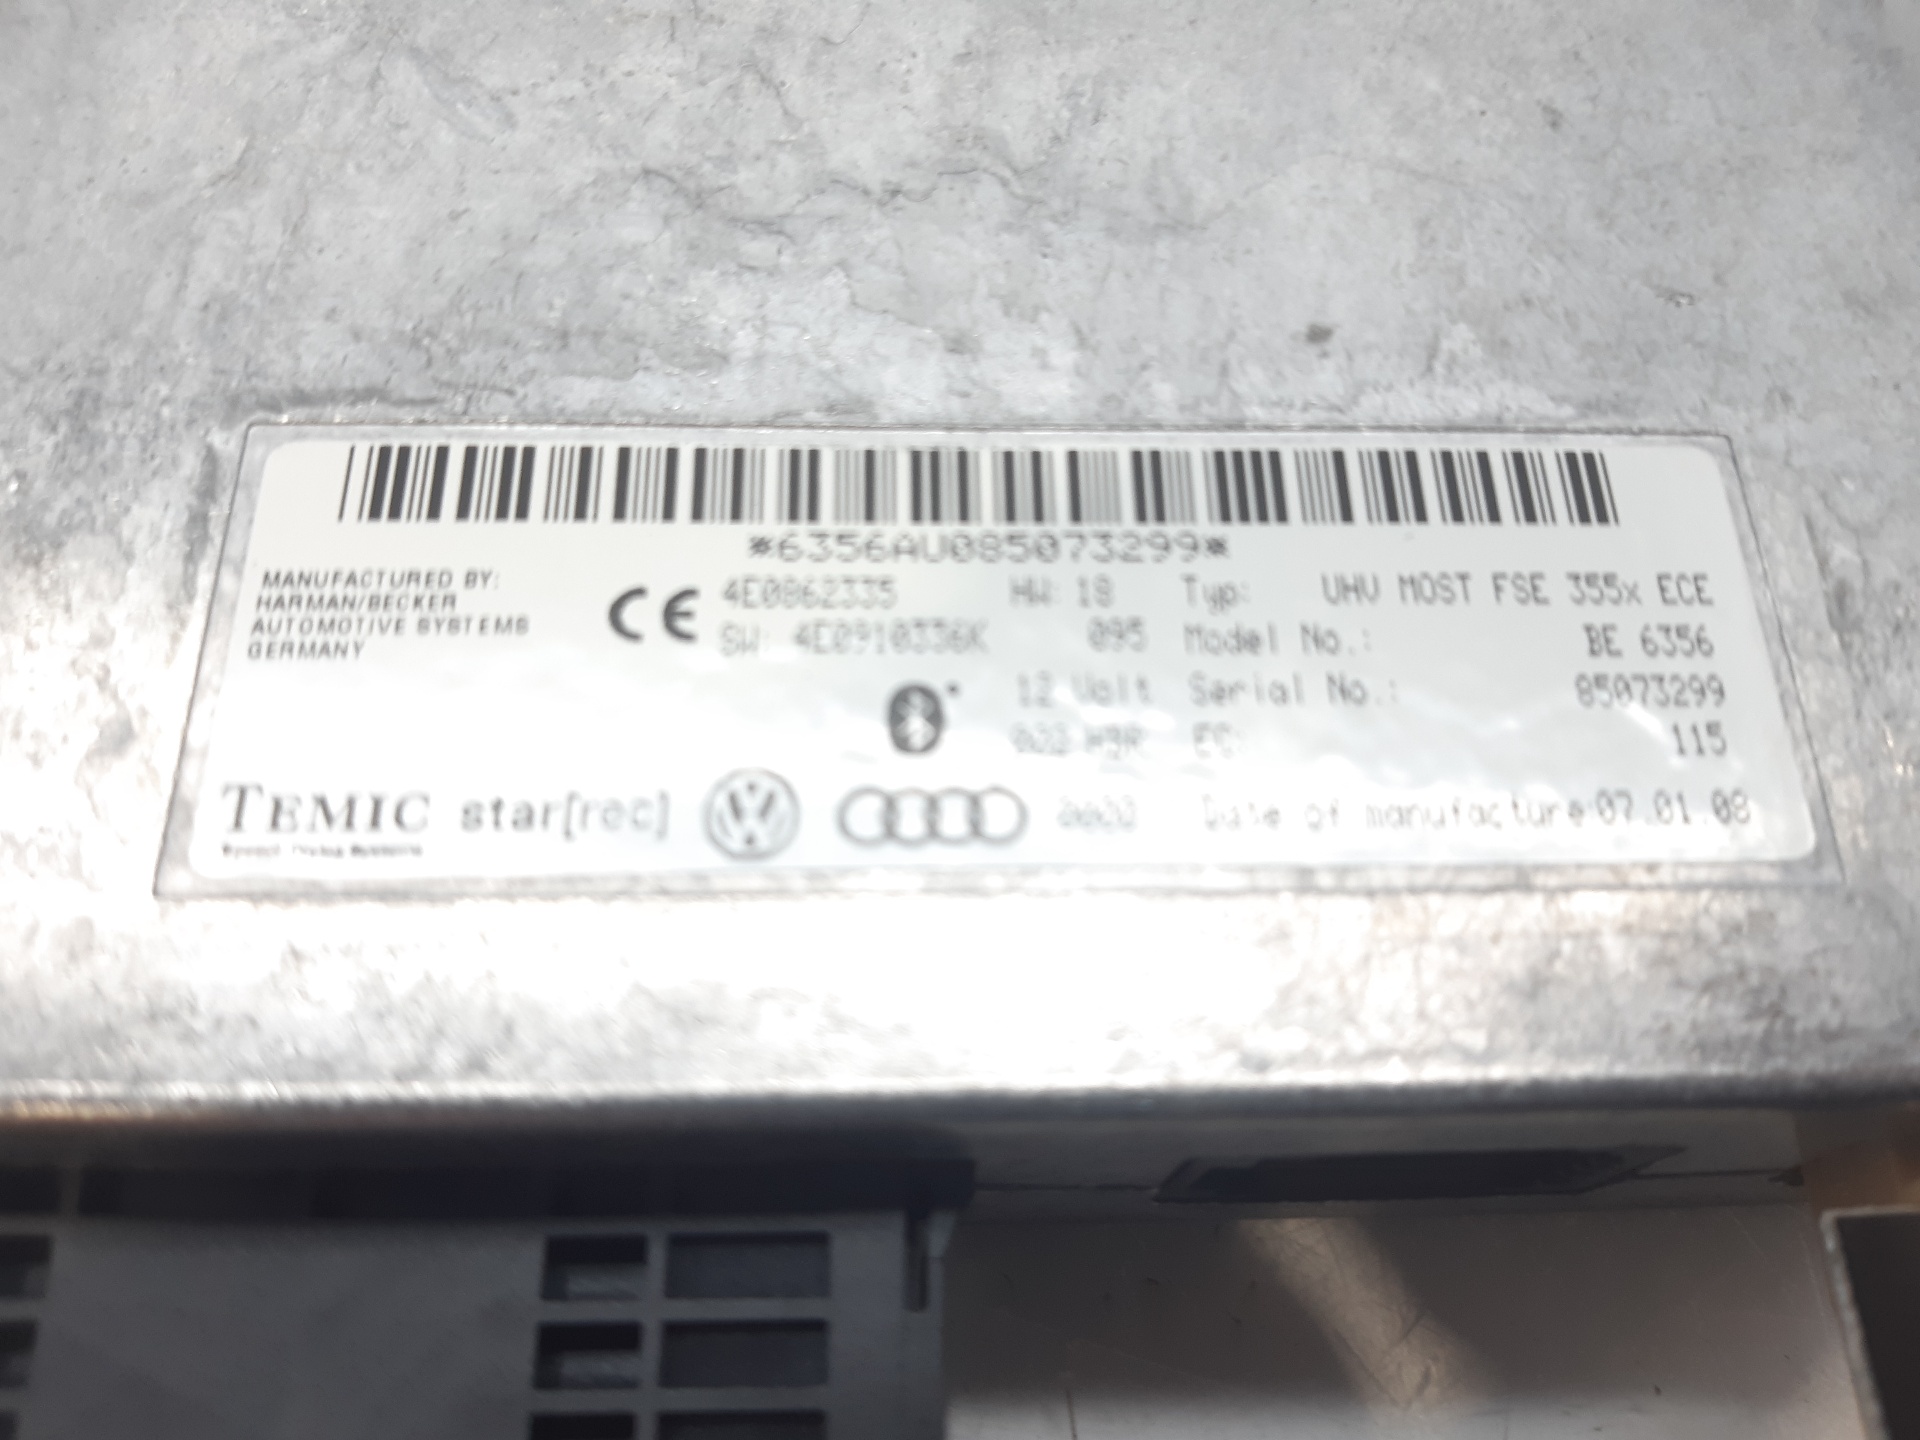 *6356AU085073299*
MANUFACTURED BY:
HARMAN/BECKER
AUTOMOTIVE SYSTEMS
GERMANY
CE
4E0862335 HW: 18
SW: 4E0910336K 095
12 Volt
Typ: UHV MOST FSE 355x ECE
Model No.: BE 6356
Serial No.: 85073299
EC: 115
TEMIC star[rec]
Date of manufacture 07.01.08